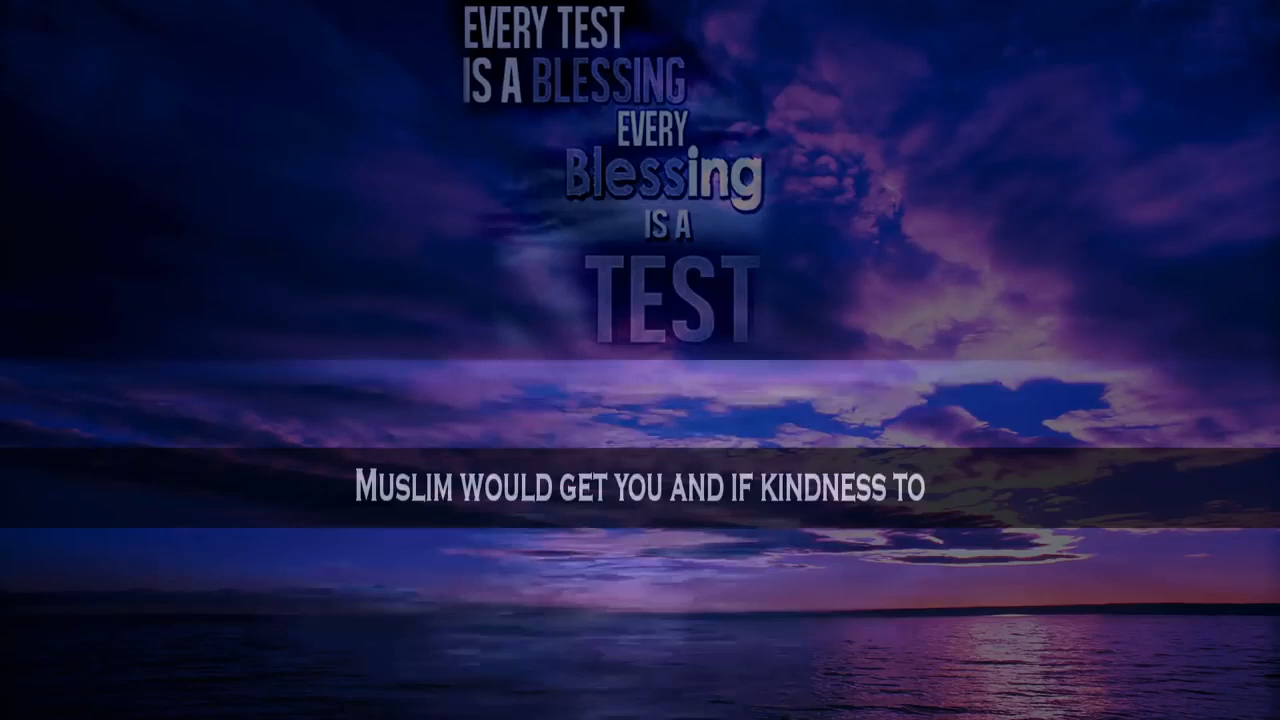 EVERY TEST
IS A BLESSING
EVERY
Blessing
IS A
TEST
Muslim would get you and if kindness to